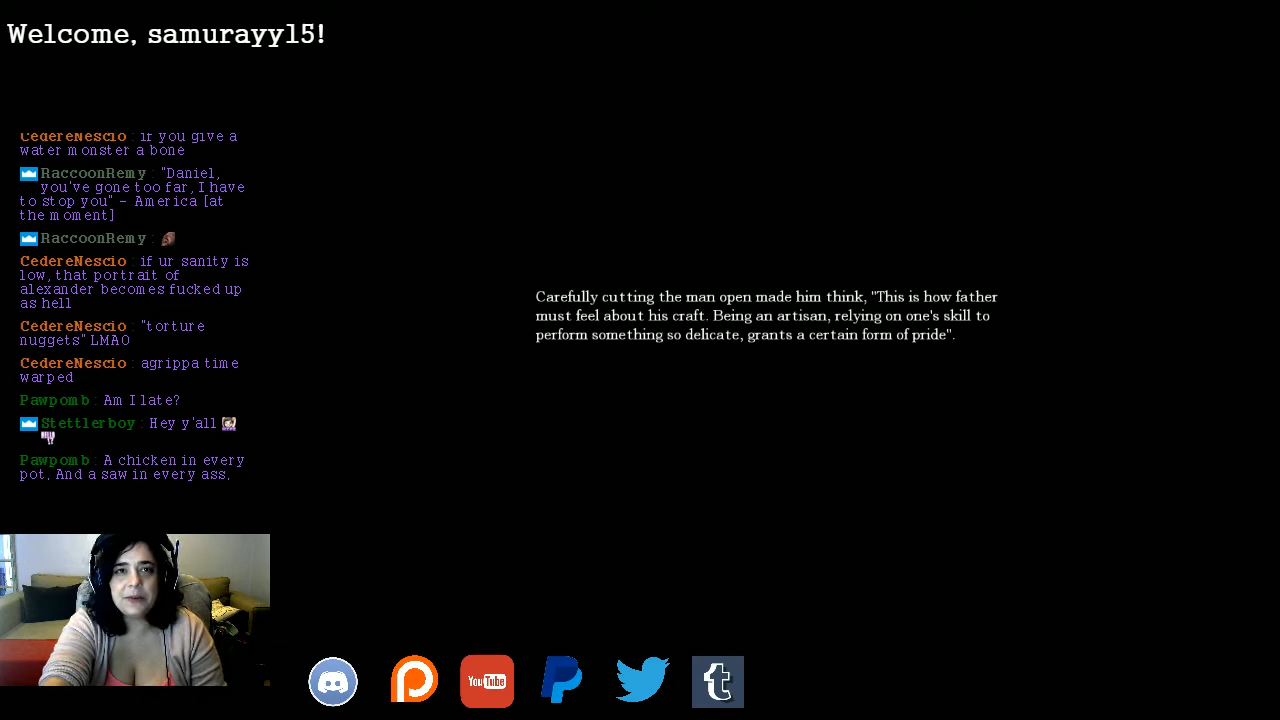 Welcome, samurayy15!
CedereNescio: if you give a
water monster a bone
RaccoonRemy: "Daniel,
you've gone too far, I have
to stop you" - America [at
the moment]
RaccoonRemy:
CedereNescio: if ur sanity is
low, that portrait of
alexander becomes fucked up
as hell
CedereNescio: "torture
nuggets" LMAO
CedereNescio: agrippa time
warped
Pawpomb: Am I late?
Stettlerboy: Hey y'all
Pawpomb: A chicken in every
pot. And a saw in every ass.
Carefully cutting the man open made him think, "This is how father
must feel about his craft. Being an artisan, relying on one's skill to
perform something so delicate, grants a certain form of pride".
YouTube